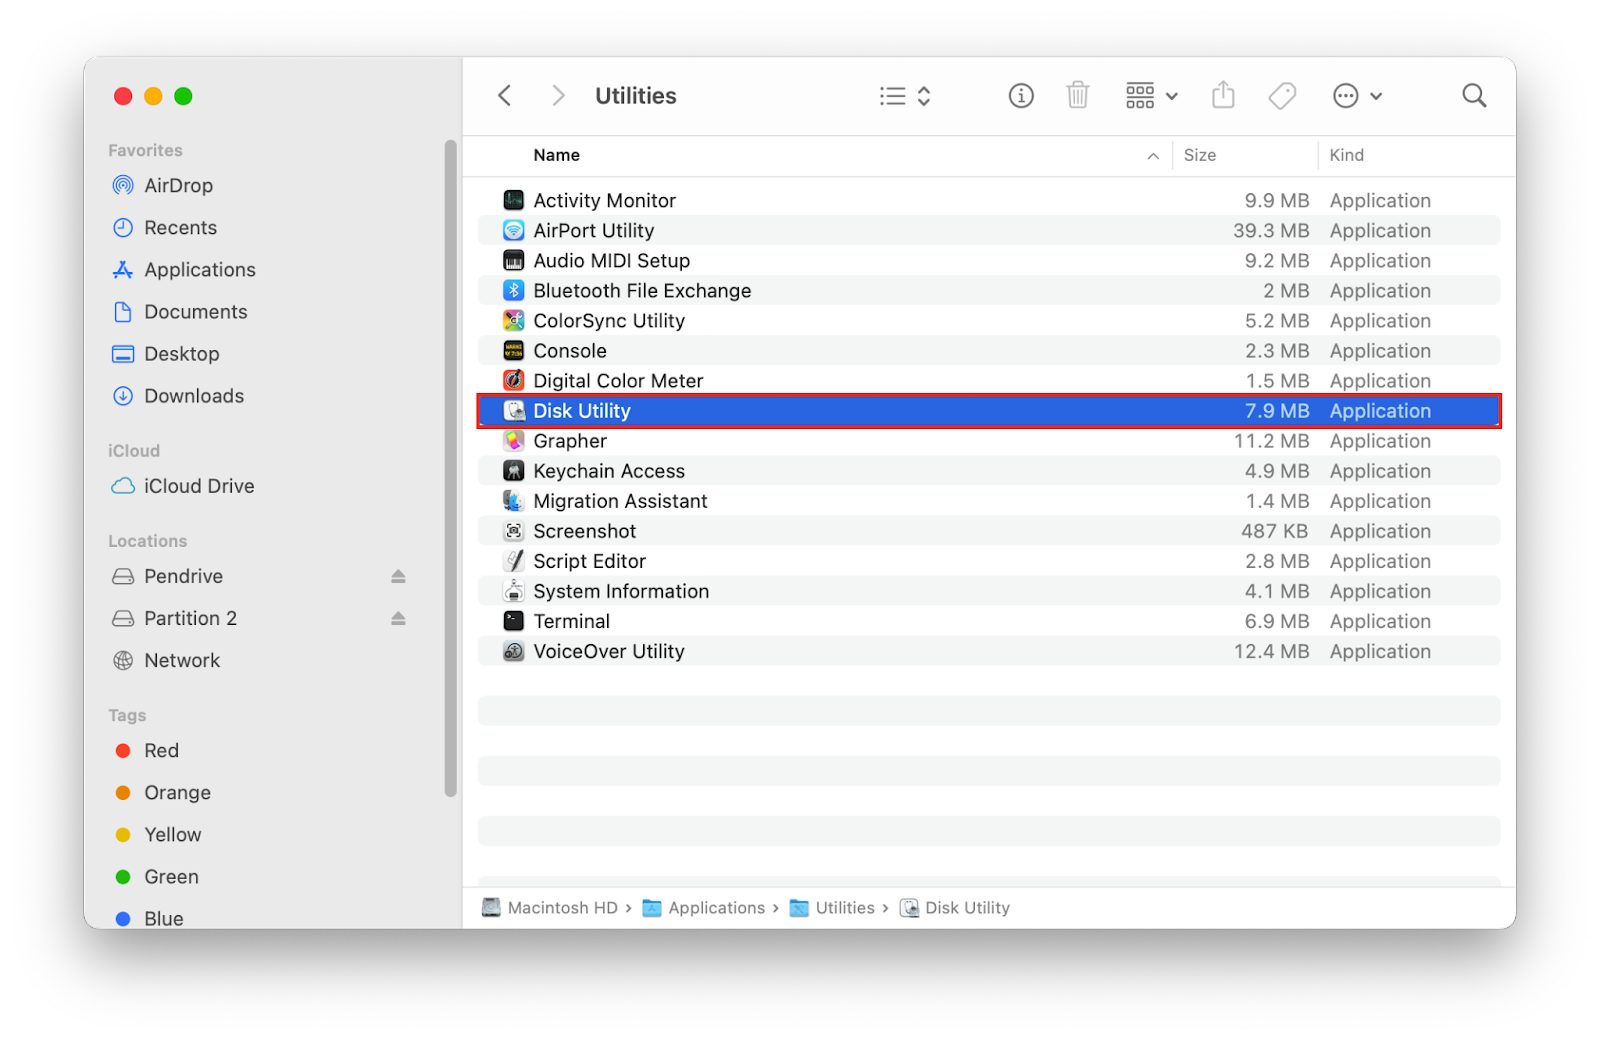 Utilities
Favorites
AirDrop
Recents
Applications
Documents
Desktop
Downloads
iCloud
iCloud Drive
Locations
Pendrive
Partition 2
Network
Tags
Red
Orange
Yellow
Green
Blue
Name Size Kind
Activity Monitor 9.9 MB Application
AirPort Utility 39.3 MB Application
Audio MIDI Setup 9.2 MB Application
Bluetooth File Exchange 2 MB Application
ColorSync Utility 5.2 MB Application
Console 2.3 MB Application
Digital Color Meter 1.5 MB Application
Disk Utility 7.9 MB Application
Grapher 11.2 MB Application
Keychain Access 4.9 MB Application
Migration Assistant 1.4 MB Application
Screenshot 487 KB Application
Script Editor 2.8 MB Application
System Information 4.1 MB Application
Terminal 6.9 MB Application
VoiceOver Utility 12.4 MB Application
Macintosh HD › Applications › Utilities › Disk Utility